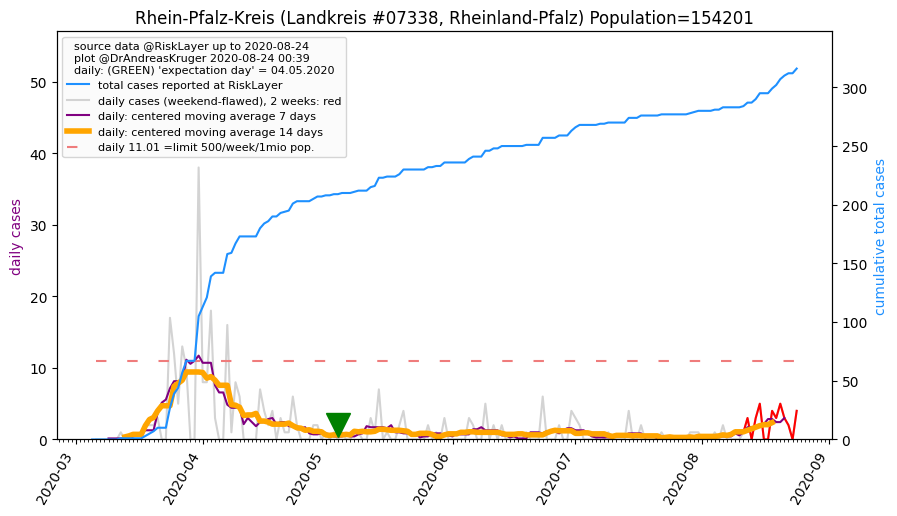 Rhein-Pfalz-Kreis (Landkreis #07338, Rheinland-Pfalz) Population=154201
source data @RiskLayer up to 2020-08-24
plot @DrAndreasKruger 2020-08-24 00:39
daily: (GREEN) 'expectation day' = 04.05.2020
total cases reported at RiskLayer
daily cases (weekend-flawed), 2 weeks: red
daily: centered moving average 7 days
daily: centered moving average 14 days
daily 11.01 =limit 500/week/1mio pop.
daily cases
50
40
30
20
10
0
cumulative total cases
300
250
200
150
100
50
0
2020-03
2020-04
2020-05
2020-06
2020-07
2020-08
2020-09